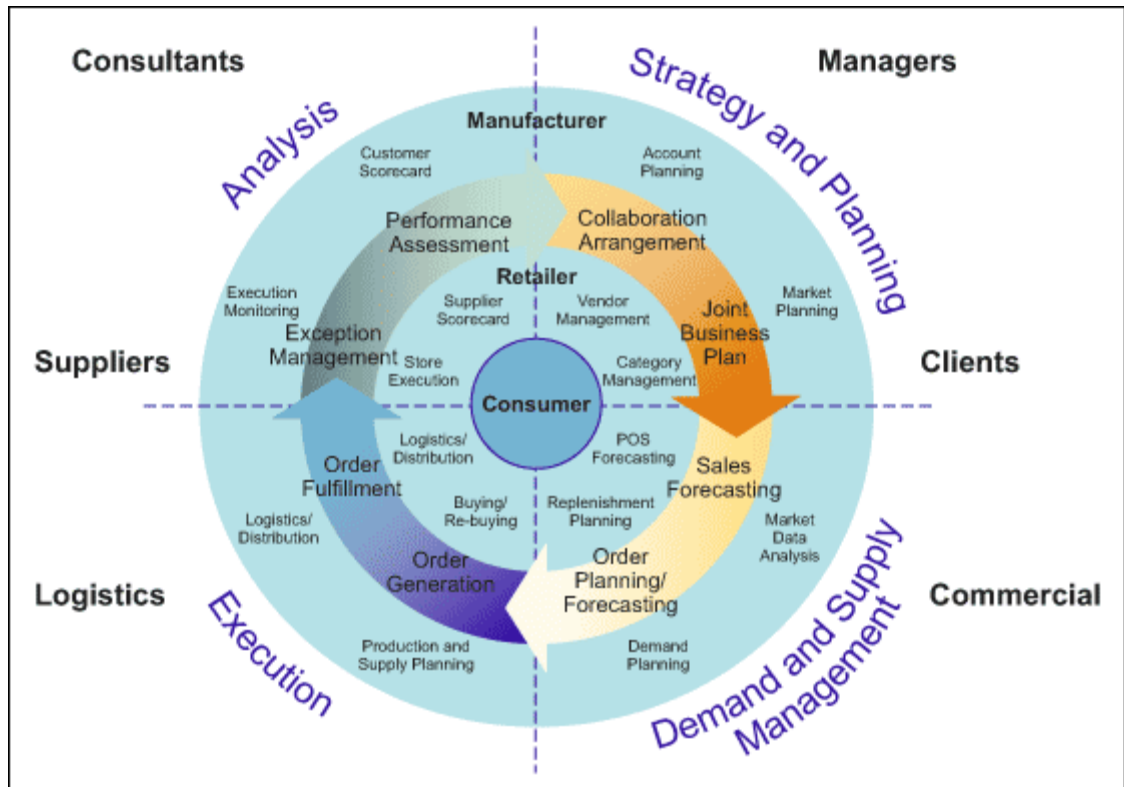 Consultants
Managers
Analysis
Strategy and Planning
Manufacturer
Customer
Scorecard
Account
Planning
Performance
Assessment
Collaboration
Arrangement
Retailer
Execution
Monitoring
Supplier
Scorecard
Vendor
Management
Market
Planning
Exception
Management
Joint
Business
Plan
Suppliers
Store
Execution
Category
Management
Clients
Consumer
Logistics/
Distribution
POS
Forecasting
Order
Fulfillment
Sales
Forecasting
Buying/
Re-buying
Replenishment
Planning
Logistics/
Distribution
Market
Data
Analysis
Order
Generation
Order
Planning/
Forecasting
Logistics
Commercial
Execution
Production and
Supply Planning
Demand
Planning
Demand and Supply
Management